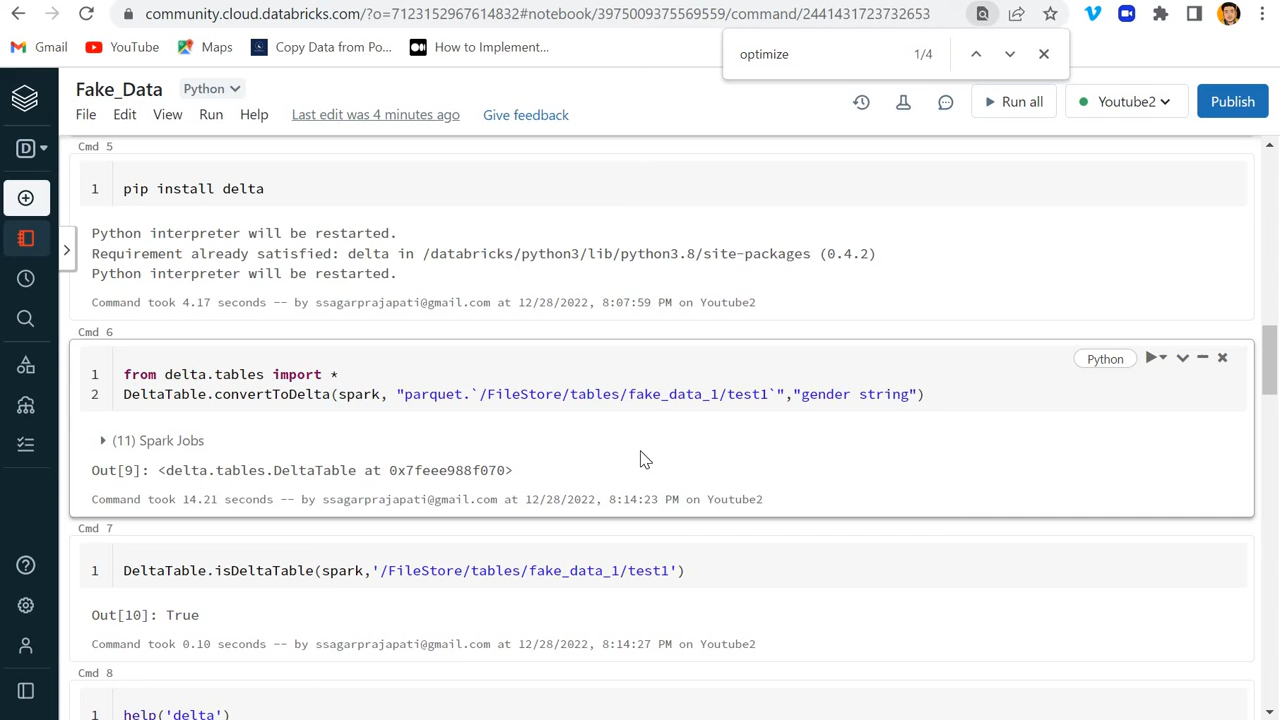 community.cloud.databricks.com/?o=7123152967614832#notebook/3975009375569559/command/2441431723732653
Gmail
YouTube
Maps
Copy Data from Po...
How to Implement...
optimize
1/4
Fake_Data
Python
File
Edit
View
Run
Help
Last edit was 4 minutes ago
Give feedback
Run all
Youtube2
Publish
D
Cmd 5
1 pip install delta
Python interpreter will be restarted.
Requirement already satisfied: delta in /databricks/python3/lib/python3.8/site-packages (0.4.2)
Python interpreter will be restarted.
Command took 4.17 seconds -- by ssagarprajapati@gmail.com at 12/28/2022, 8:07:59 PM on Youtube2
Cmd 6
Python
1 from delta.tables import *
2 DeltaTable.convertToDelta(spark, "parquet.`/FileStore/tables/fake_data_1/test1`","gender string")
(11) Spark Jobs
Out[9]: <delta.tables.DeltaTable at 0x7feee988f070>
Command took 14.21 seconds -- by ssagarprajapati@gmail.com at 12/28/2022, 8:14:23 PM on Youtube2
Cmd 7
1 DeltaTable.isDeltaTable(spark,'/FileStore/tables/fake_data_1/test1')
Out[10]: True
Command took 0.10 seconds -- by ssagarprajapati@gmail.com at 12/28/2022, 8:14:27 PM on Youtube2
Cmd 8
1 help('delta')